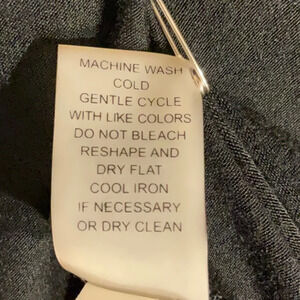 MACHINE WASH
COLD
GENTLE CYCLE
WITH LIKE COLORS
DO NOT BLEACH
RESHAPE AND
DRY FLAT
COOL IRON
IF NECESSARY
OR DRY CLEAN